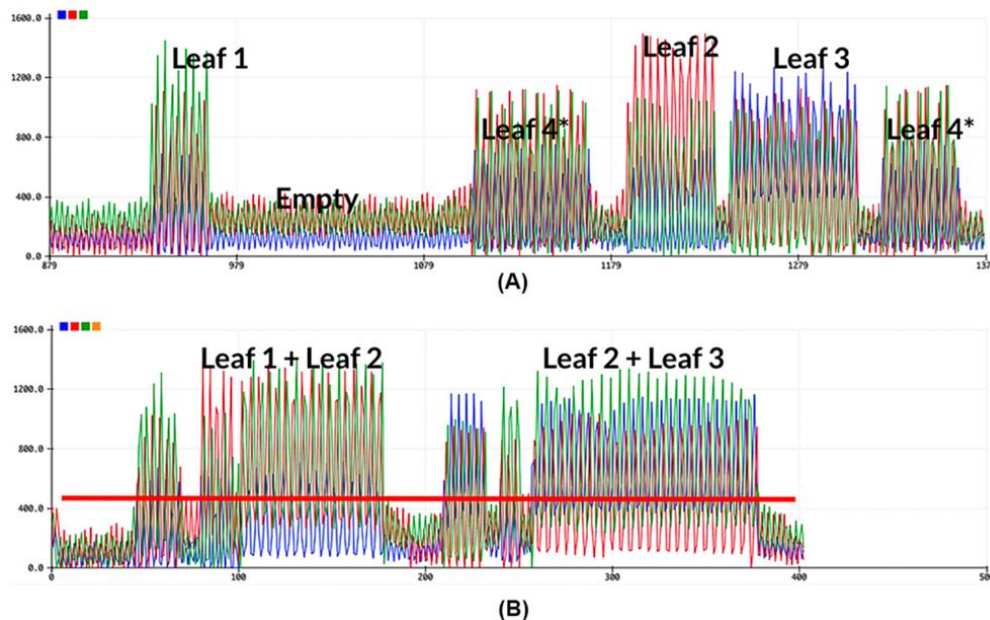 1600.0
Leaf 1
Leaf 2
Leaf 3
1200.0
800.0
Leaf 4*
Leaf 4*
400.0
Empty
0.0
879
979
1079
1179
1279
137
(A)
1600.0
Leaf 1 + Leaf 2
Leaf 2 + Leaf 3
1200.0
800.0
400.0
0.0
0
100
200
300
400
50
(B)